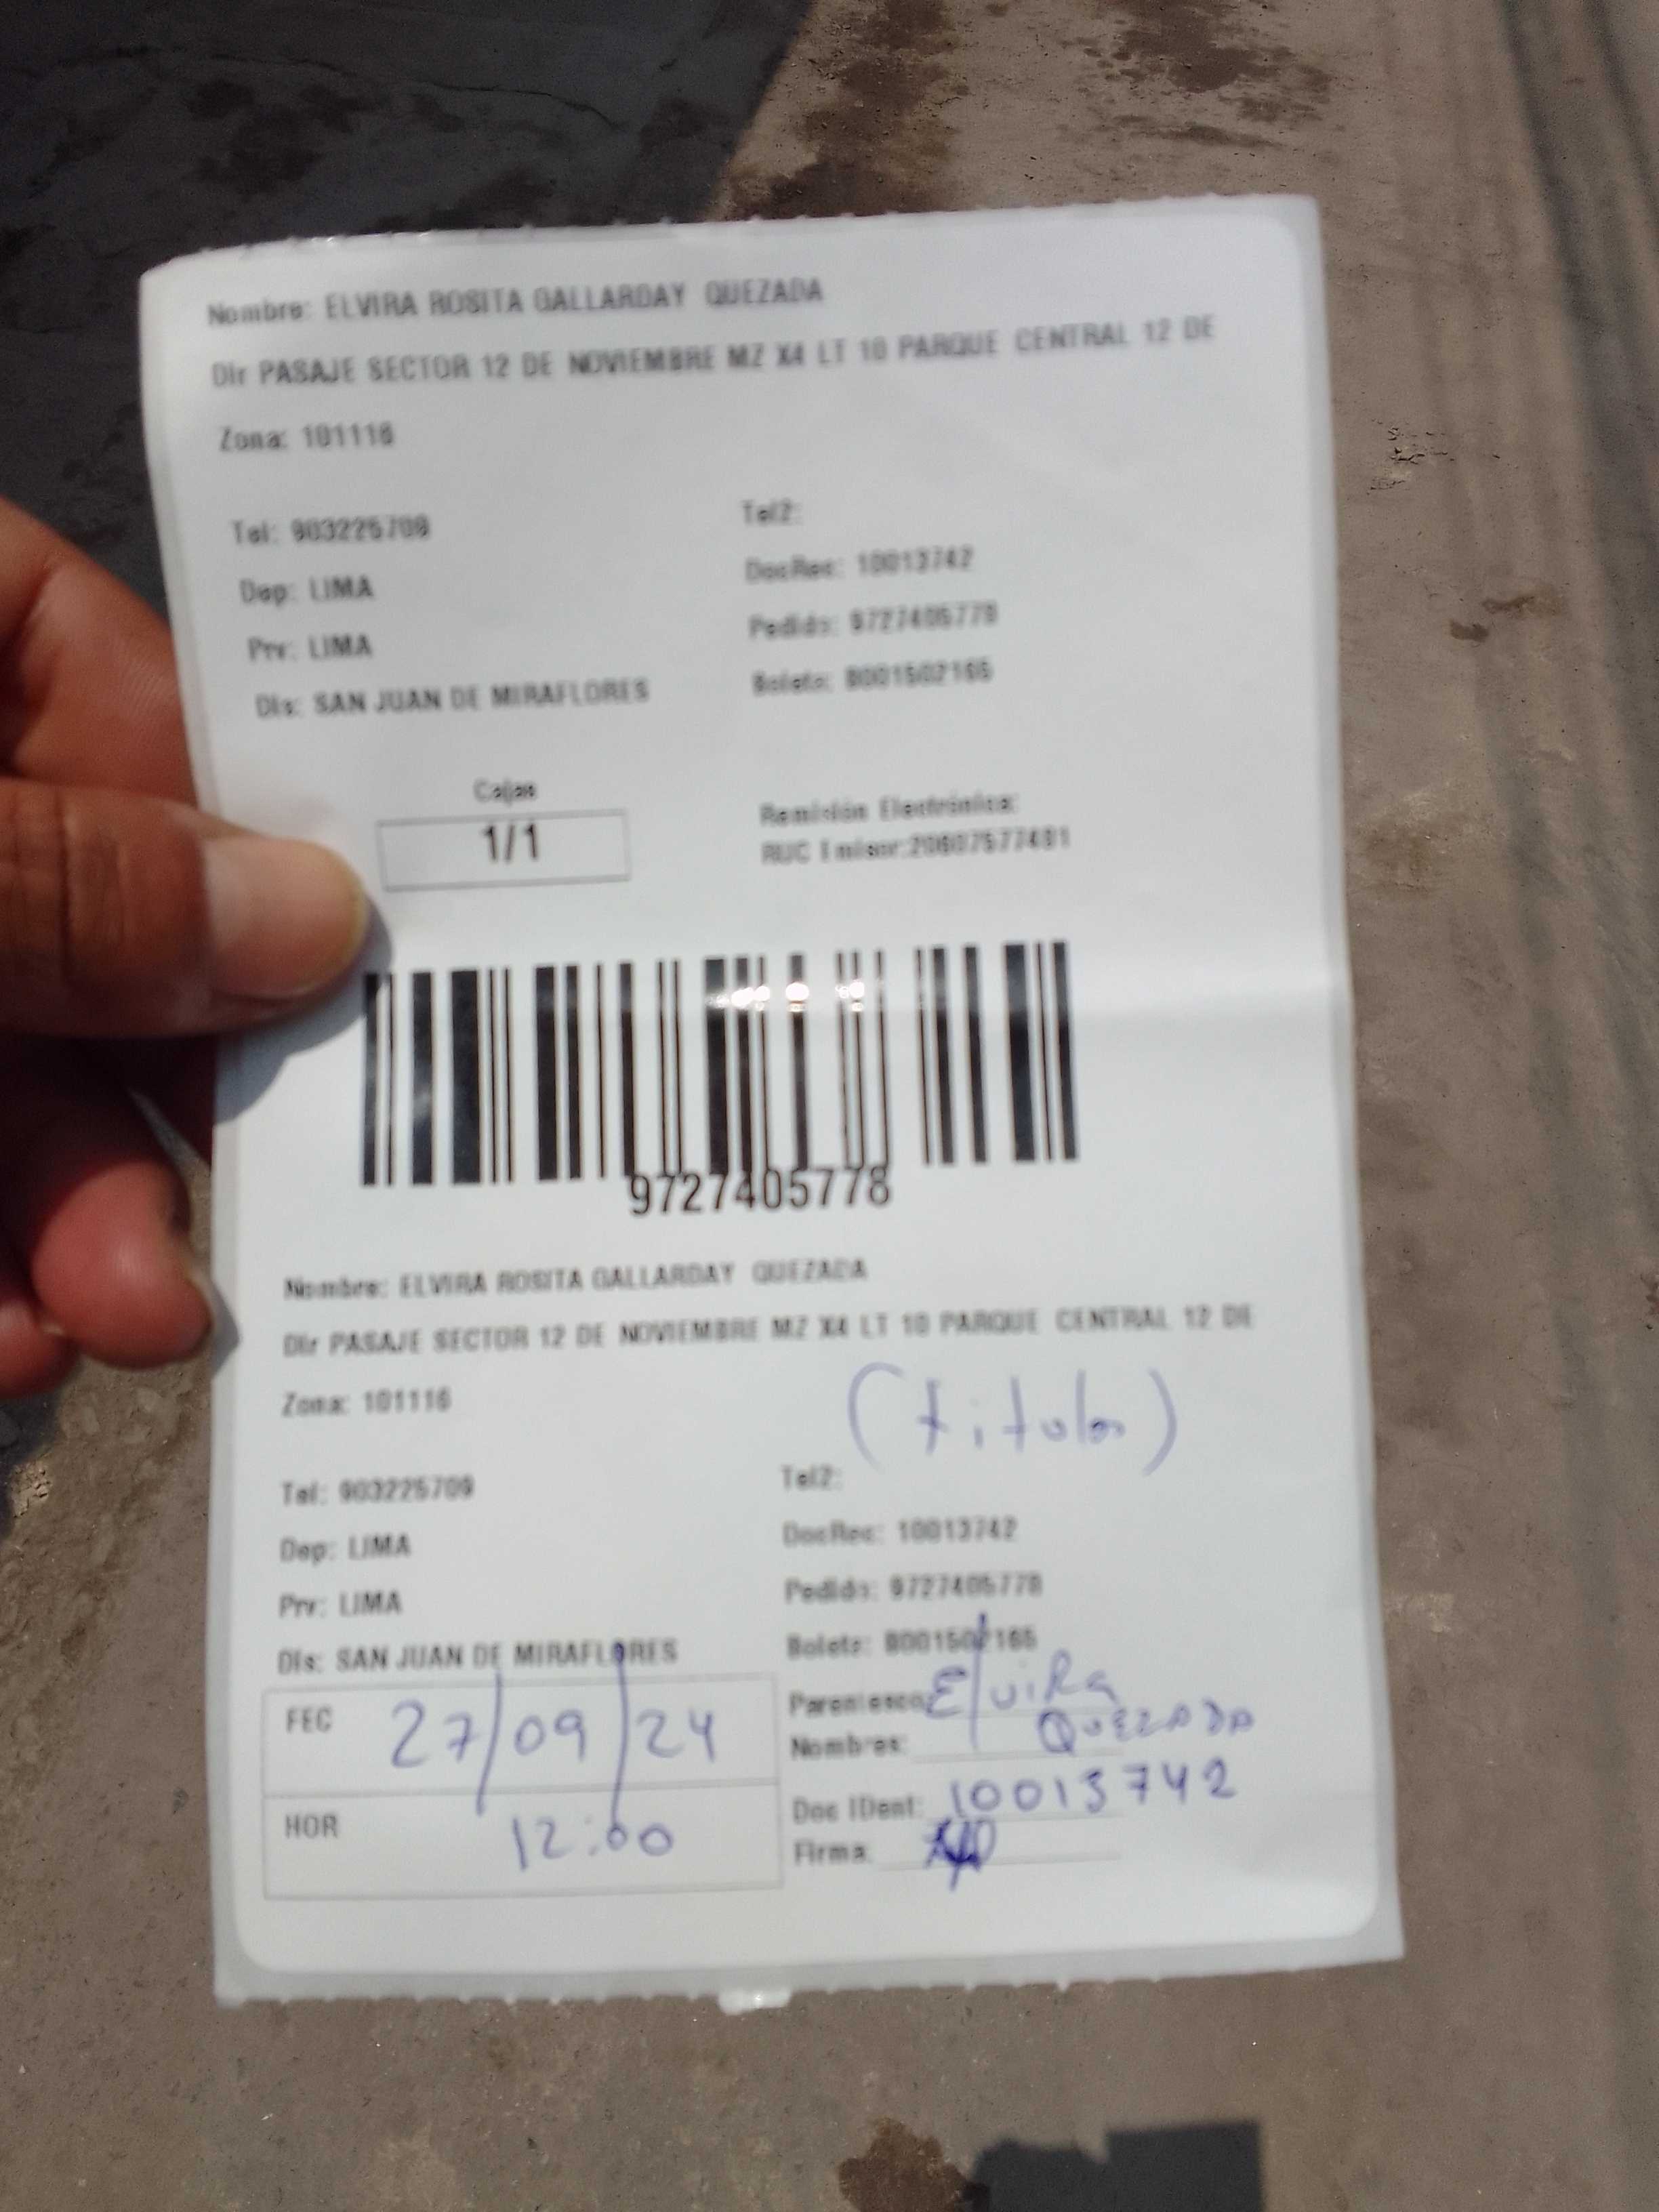 Nombre: ELVIRA ROSITA GALLARDAY QUEZADA
Dir PASAJE SECTOR 12 DE NOVIEMBRE MZ X4 LT 10 PARQUE CENTRAL 12 DE
Zona: 101116
Tel: 903225709
Tel2:
Dep: LIMA
DocRec: 10013742
Prv: LIMA
Pedido: 9727405778
Dis: SAN JUAN DE MIRAFLORES
Boleta: B001502165
Cajas
1/1
Remisión Electrónica:
RUC Emisor:20607577481
9727405778
Nombre: ELVIRA ROSITA GALLARDAY QUEZADA
Dir PASAJE SECTOR 12 DE NOVIEMBRE MZ X4 LT 10 PARQUE CENTRAL 12 DE
Zona: 101116
(titular)
Tel: 903225709
Tel2:
Dep: LIMA
DocRec: 10013742
Prv: LIMA
Pedido: 9727405778
Dis: SAN JUAN DE MIRAFLORES
Boleta: B001502165
FEC 27/09/24
Parentesco: Elvira
Nombres: QUEZADA
HOR 12:00
Doc IDent: 10013742
Firma: